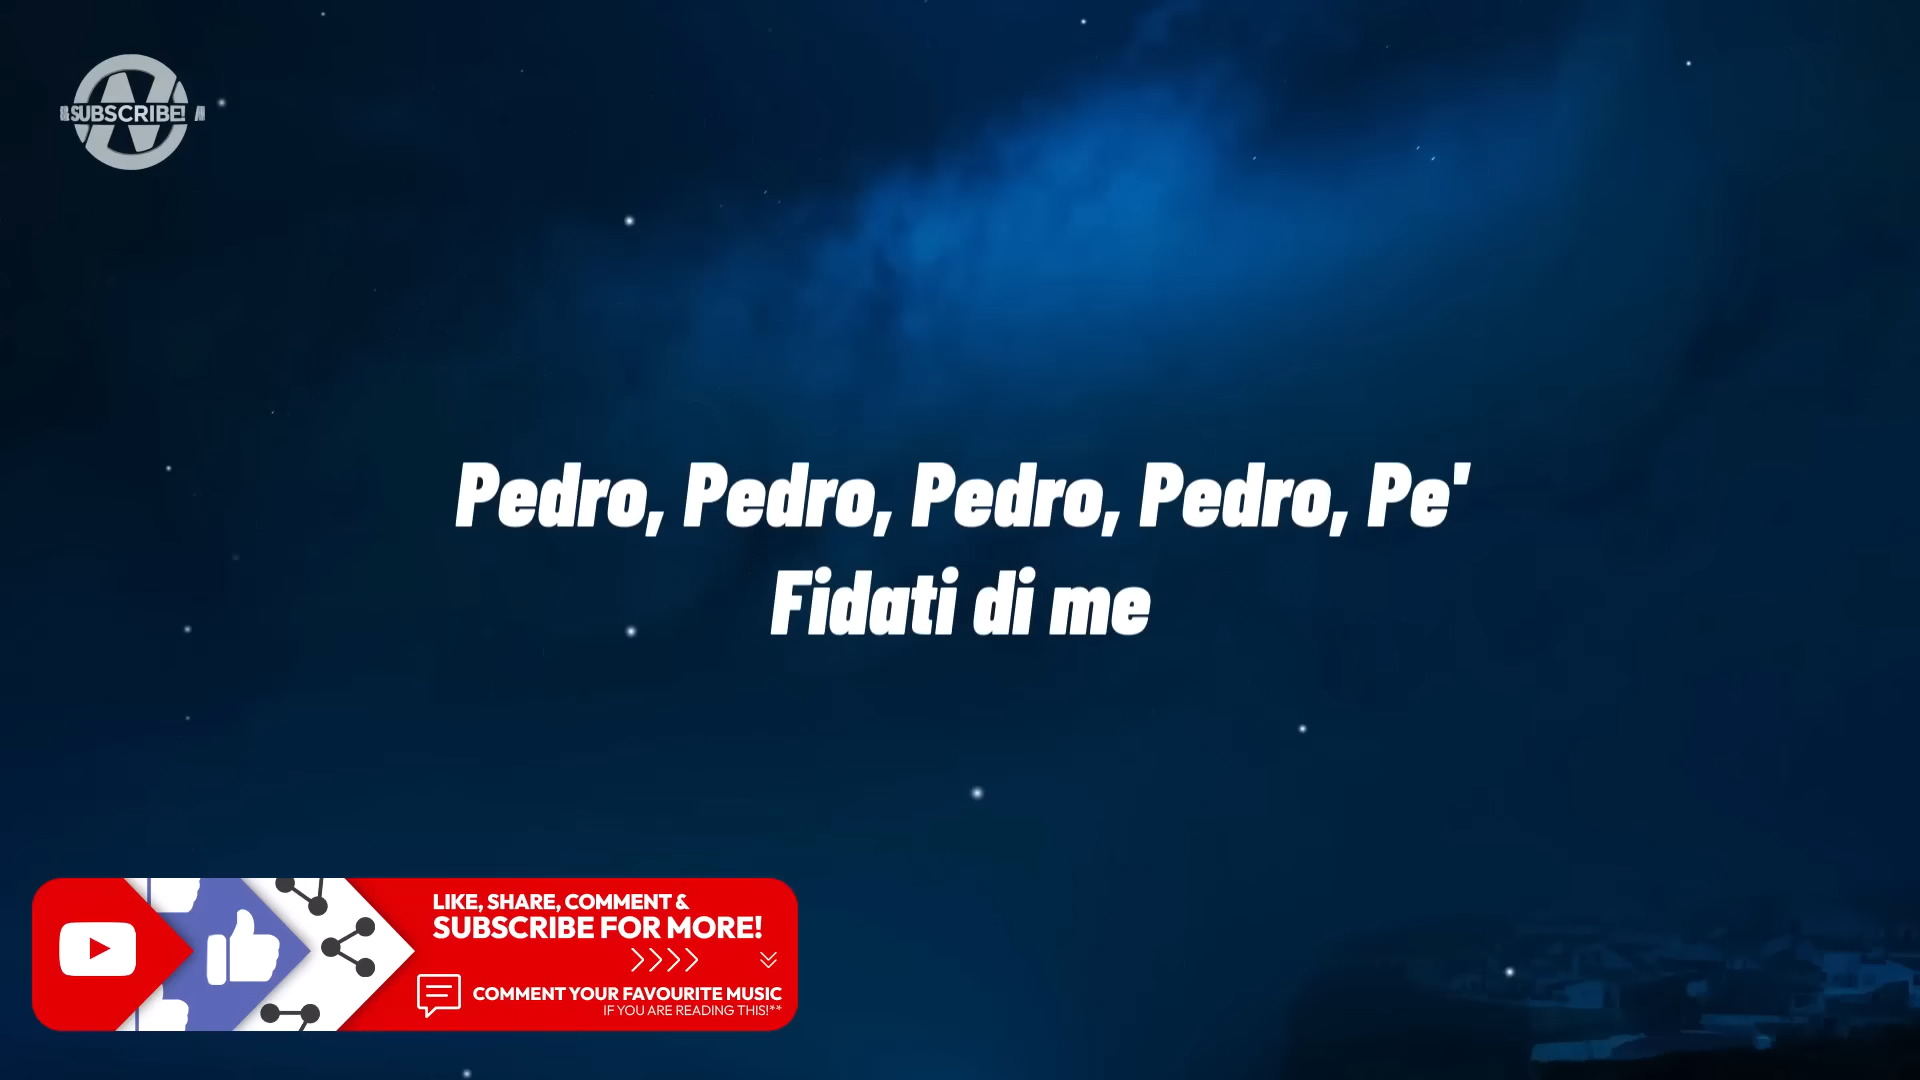 & SUBSCRIBE!
Pedro, Pedro, Pedro, Pedro, Pe'
Fidati di me
LIKE, SHARE, COMMENT &
SUBSCRIBE FOR MORE!
COMMENT YOUR FAVOURITE MUSIC
IF YOU ARE READING THIS!**